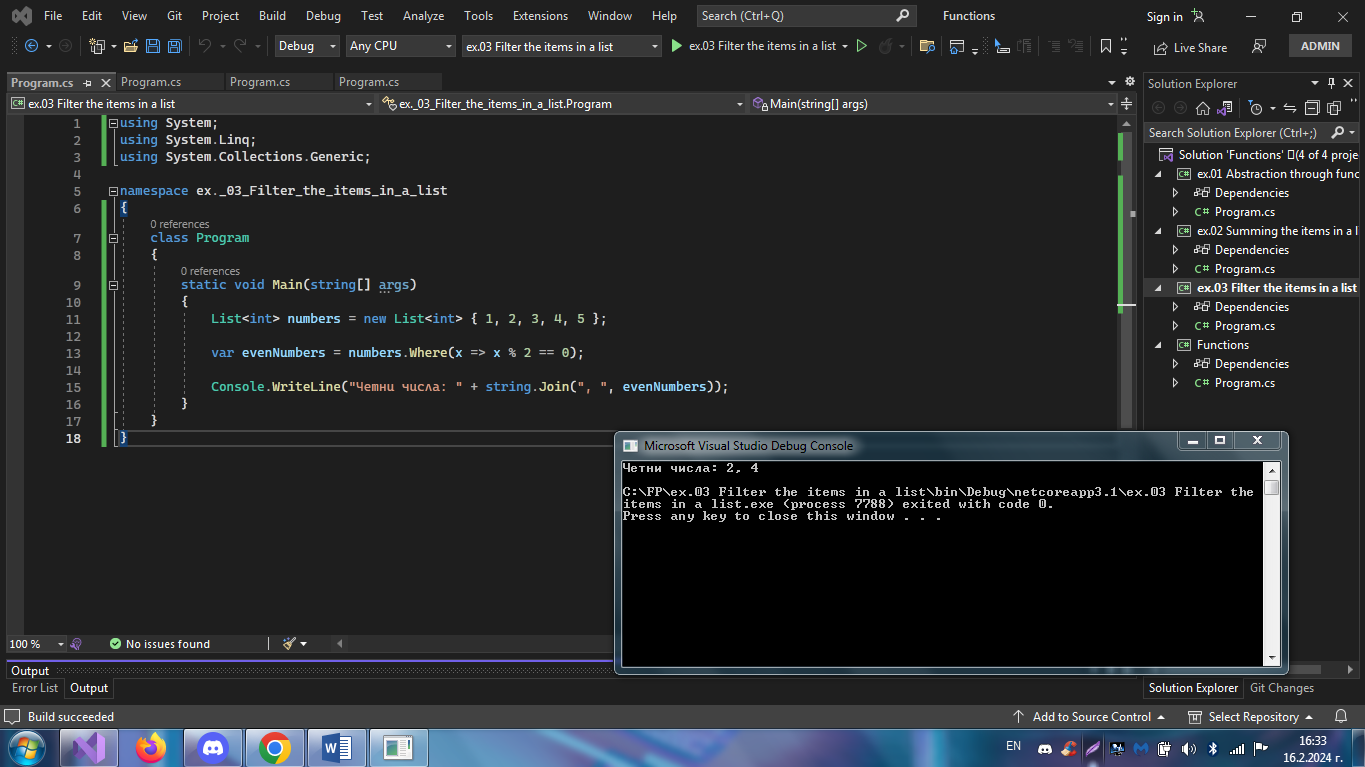 File Edit View Git Project Build Debug Test Analyze Tools Extensions Window Help Search (Ctrl+Q) Functions Sign in
Debug Any CPU ex.03 Filter the items in a list ex.03 Filter the items in a list Live Share ADMIN
Program.cs Program.cs Program.cs Program.cs
ex.03 Filter the items in a list ex._03_Filter_the_items_in_a_list.Program Main(string[] args)
1 using System;
2 using System.Linq;
3 using System.Collections.Generic;
4
5 namespace ex._03_Filter_the_items_in_a_list
6 {
0 references
7 class Program
8 {
0 references
9 static void Main(string[] args)
10 {
11 List<int> numbers = new List<int> { 1, 2, 3, 4, 5 };
12
13 var evenNumbers = numbers.Where(x => x % 2 == 0);
14
15 Console.WriteLine("Четни числа: " + string.Join(", ", evenNumbers));
16 }
17 }
18 }
Solution Explorer
Search Solution Explorer (Ctrl+;)
Solution 'Functions' (4 of 4 proje
ex.01 Abstraction through func
Dependencies
C# Program.cs
ex.02 Summing the items in a l
Dependencies
C# Program.cs
ex.03 Filter the items in a list
Dependencies
C# Program.cs
Functions
Dependencies
C# Program.cs
Microsoft Visual Studio Debug Console
Четни числа: 2, 4
C:\FP\ex.03 Filter the items in a list\bin\Debug\netcoreapp3.1\ex.03 Filter the
items in a list.exe (process 7788) exited with code 0.
Press any key to close this window . . .
100 % No issues found
Output
Error List Output
Solution Explorer Git Changes
Build succeeded Add to Source Control Select Repository
EN 16:33
16.2.2024 г.